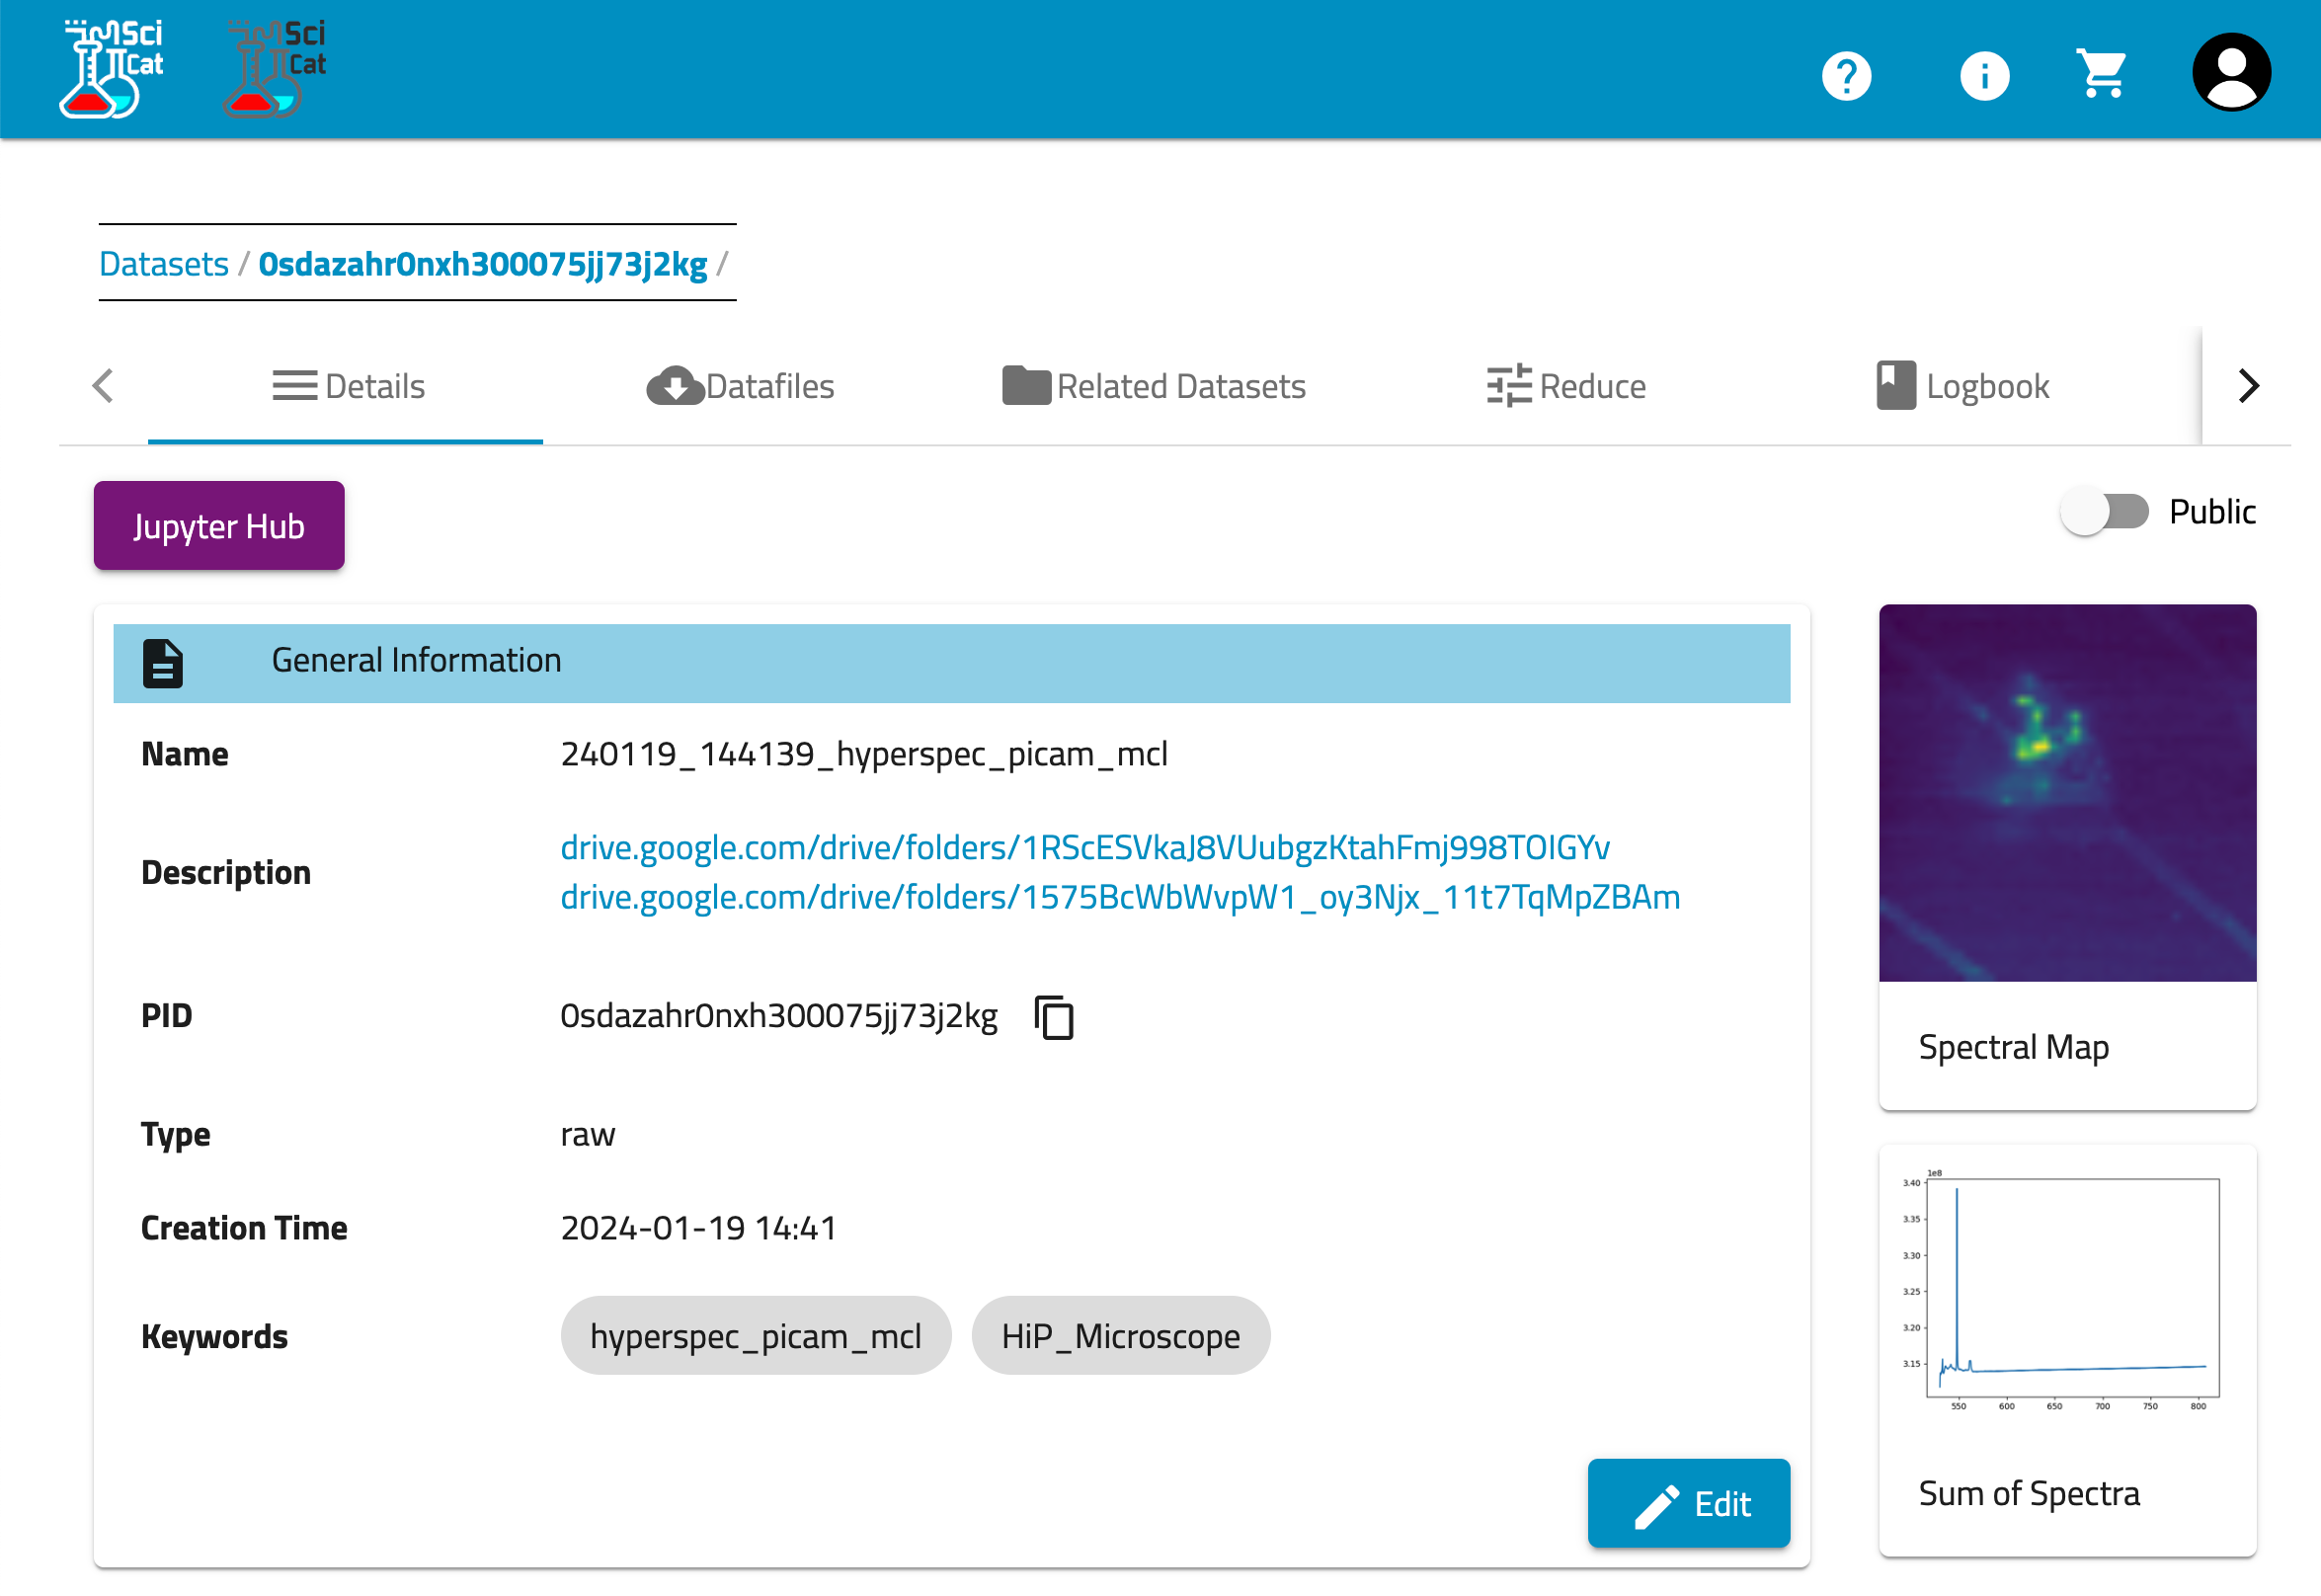 Sci
Cat
Sci
Cat
Datasets / 0sdazahr0nxh300075jj73j2kg /
Details
Datafiles
Related Datasets
Reduce
Logbook
Jupyter Hub
Public
General Information
Name
240119_144139_hyperspec_picam_mcl
Description
drive.google.com/drive/folders/1RScESVkaJ8VUubgzKtahFmj998TOIGYv
drive.google.com/drive/folders/1575BcWbWvpW1_oy3Njx_11t7TqMpZBAm
PID
0sdazahr0nxh300075jj73j2kg
Type
raw
Creation Time
2024-01-19 14:41
Keywords
hyperspec_picam_mcl
HiP_Microscope
Edit
Spectral Map
1e8
3.40
3.35
3.30
3.25
3.20
3.15
550 600 650 700 750 800
Sum of Spectra